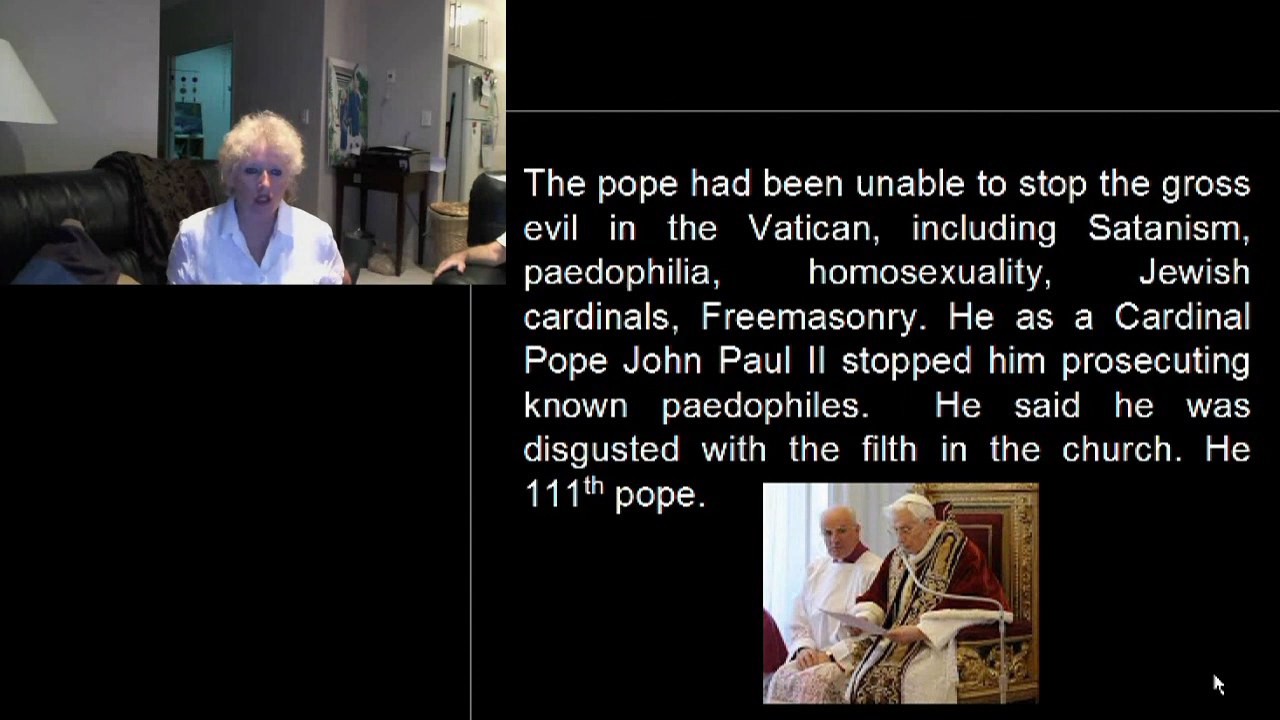 The pope had been unable to stop the gross
evil in the Vatican, including Satanism,
paedophilia, homosexuality, Jewish
cardinals, Freemasonry. He as a Cardinal
Pope John Paul II stopped him prosecuting
known paedophiles. He said he was
disgusted with the filth in the church. He
111th pope.